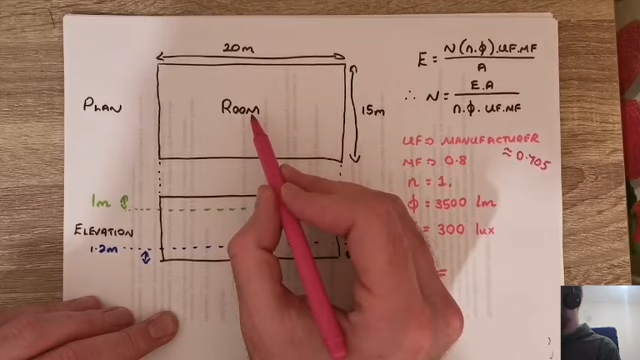 20m
PLAN
ROOM
15m
1m
ELEVATION
1.2m
E = N(n.φ).UF.MF
A
∴ N = E.A
n.φ.UF.MF
UF → MANUFACTURER
≈ 0.705
MF → 0.8
n = 1,
φ = 3500 lm
= 300 lux
=